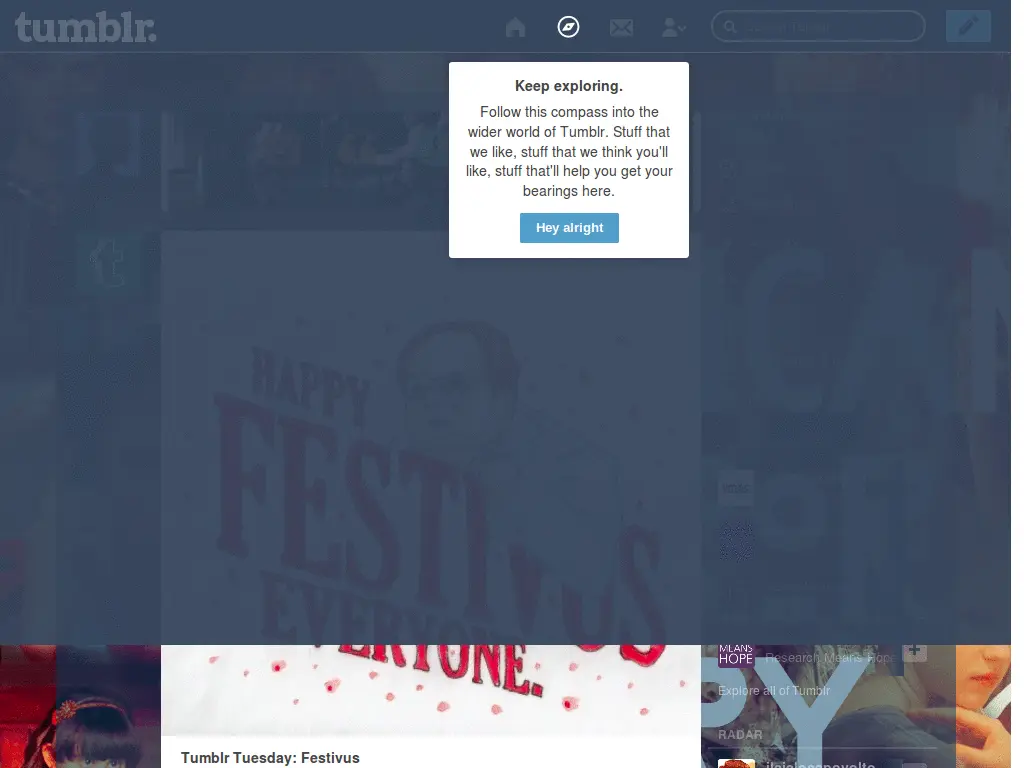 tumblr.
Keep exploring.
Follow this compass into the
wider world of Tumblr. Stuff that
we like, stuff that we think you'll
like, stuff that'll help you get your
bearings here.
Hey alright
HAPPY
FESTIVUS
EVERYONE.
MEANS
HOPE
Research Means Hope
Explore all of Tumblr
RADAR
Tumblr Tuesday: Festivus